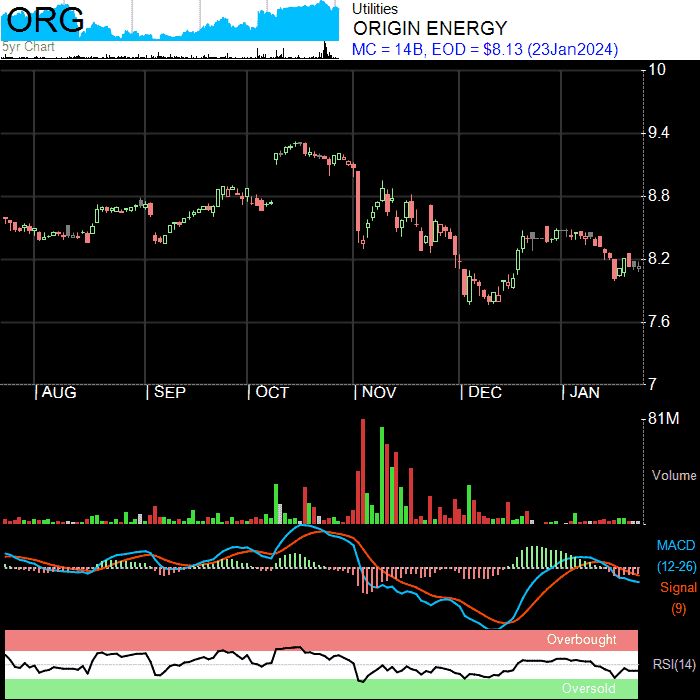 ORG
5yr Chart
Utilities
ORIGIN ENERGY
MC = 14B, EOD = $8.13 (23Jan2024)
10
9.4
8.8
8.2
7.6
7
AUG SEP OCT NOV DEC JAN
81M
Volume
MACD
(12-26)
Signal
(9)
Overbought
RSI(14)
Oversold